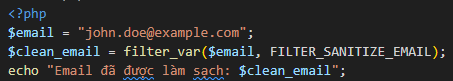 <?php
$email = "john.doe@example.com";
$clean_email = filter_var($email, FILTER_SANITIZE_EMAIL);
echo "Email đã được làm sạch: $clean_email";